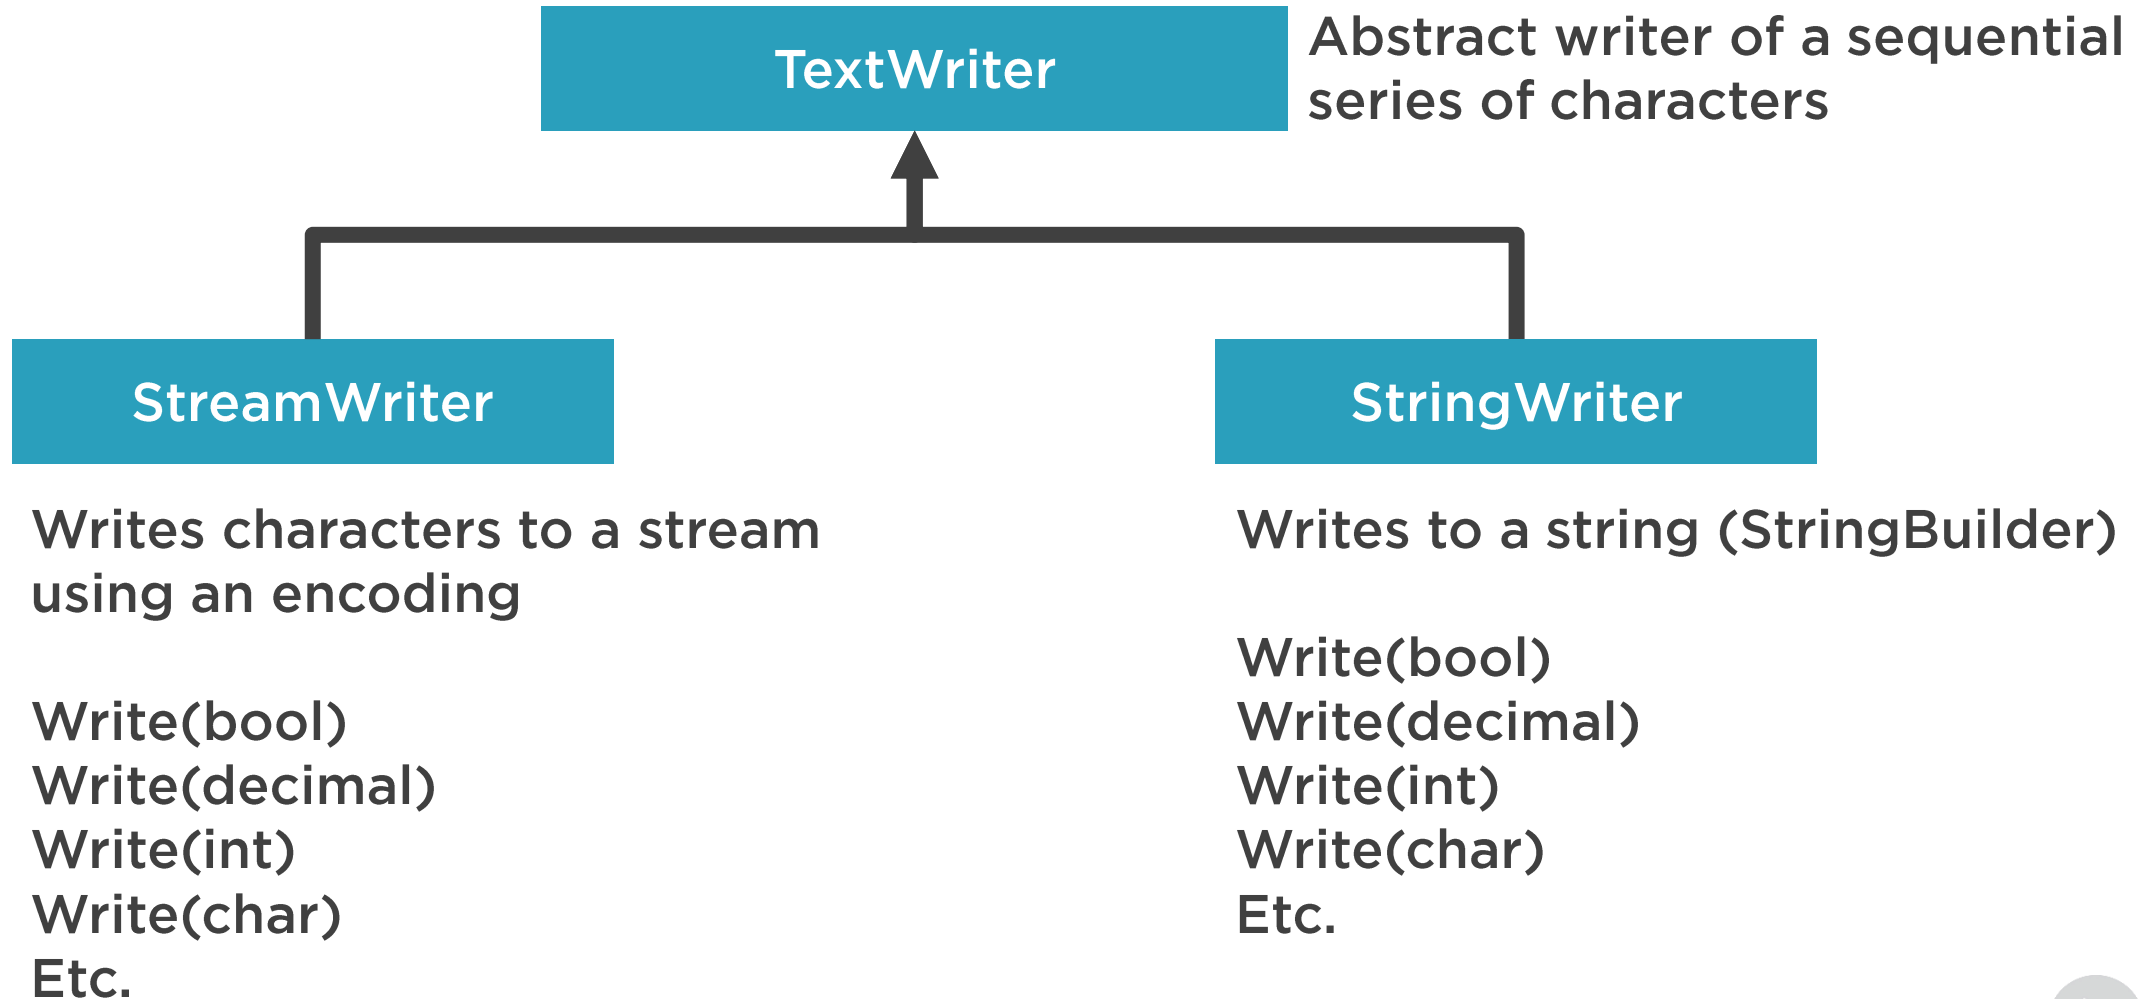 TextWriter
Abstract writer of a sequential
series of characters
StreamWriter
Writes characters to a stream
using an encoding
Write(bool)
Write(decimal)
Write(int)
Write(char)
Etc.
StringWriter
Writes to a string (StringBuilder)
Write(bool)
Write(decimal)
Write(int)
Write(char)
Etc.